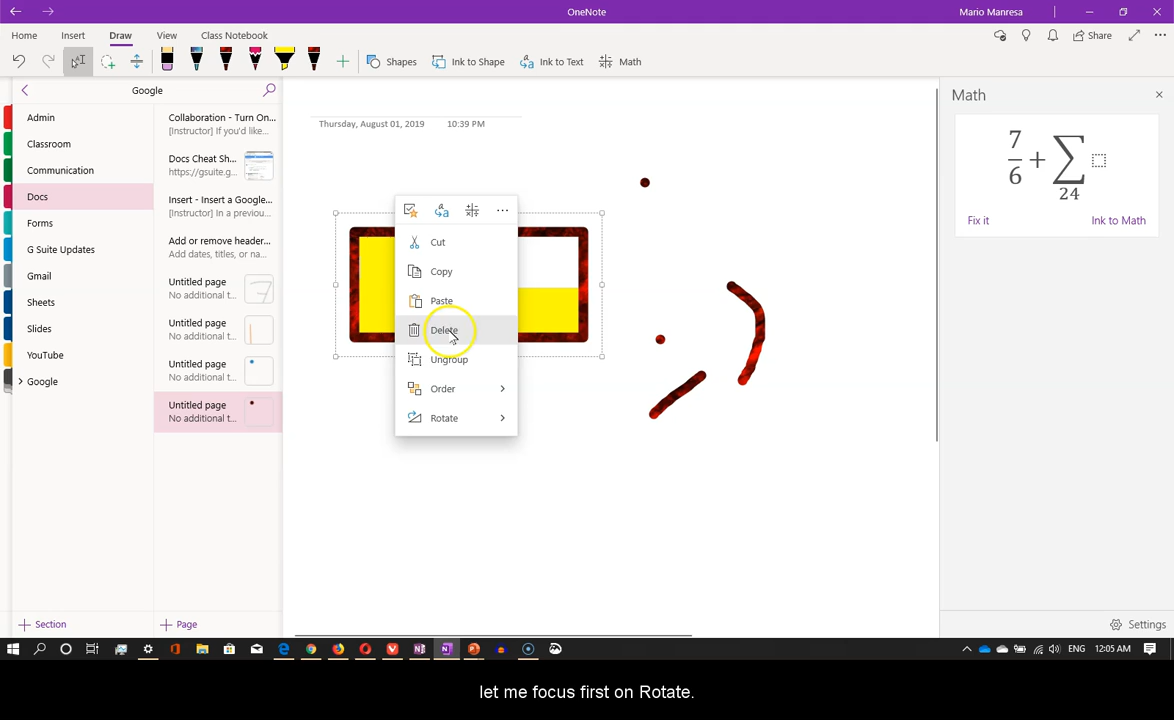 OneNote
Mario Manresa
Home Insert Draw View Class Notebook
Share
Shapes Ink to Shape Ink to Text Math
Google
Admin
Classroom
Communication
Docs
Forms
G Suite Updates
Gmail
Sheets
Slides
YouTube
Google
Section
Collaboration - Turn On...
[Instructor] If you'd like...
Docs Cheat Sh...
https://gsuite.g...
Insert - Insert a Google...
[Instructor] In a previou...
Add or remove header...
Add dates, titles, or na...
Untitled page
No additional t...
Untitled page
No additional t...
Untitled page
No additional t...
Untitled page
No additional t...
Page
Thursday, August 01, 2019 10:39 PM
Cut
Copy
Paste
Delete
Ungroup
Order
Rotate
Math
7/6 + ∑ 24
Fix it Ink to Math
Settings
ENG 12:05 AM
let me focus first on Rotate.